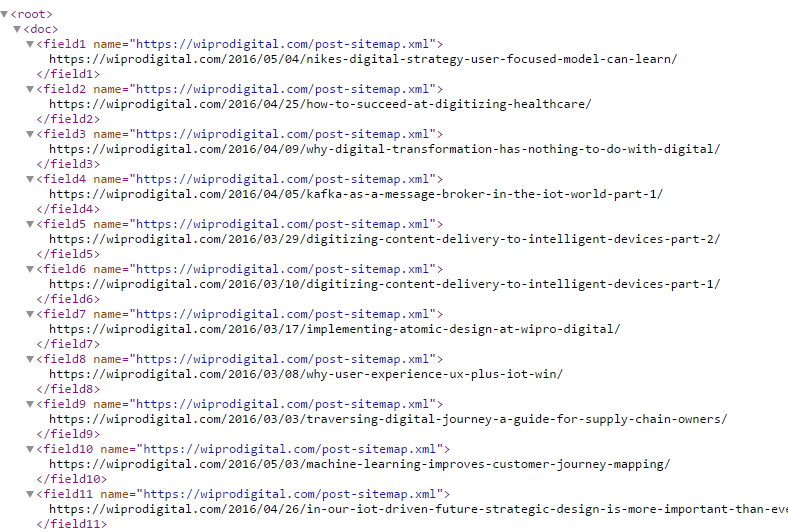 <root>
<doc>
<field1 name="https://wiprodigital.com/post-sitemap.xml">
https://wiprodigital.com/2016/05/04/nikes-digital-strategy-user-focused-model-can-learn/
</field1>
<field2 name="https://wiprodigital.com/post-sitemap.xml">
https://wiprodigital.com/2016/04/25/how-to-succeed-at-digitizing-healthcare/
</field2>
<field3 name="https://wiprodigital.com/post-sitemap.xml">
https://wiprodigital.com/2016/04/09/why-digital-transformation-has-nothing-to-do-with-digital/
</field3>
<field4 name="https://wiprodigital.com/post-sitemap.xml">
https://wiprodigital.com/2016/04/05/kafka-as-a-message-broker-in-the-iot-world-part-1/
</field4>
<field5 name="https://wiprodigital.com/post-sitemap.xml">
https://wiprodigital.com/2016/03/29/digitizing-content-delivery-to-intelligent-devices-part-2/
</field5>
<field6 name="https://wiprodigital.com/post-sitemap.xml">
https://wiprodigital.com/2016/03/10/digitizing-content-delivery-to-intelligent-devices-part-1/
</field6>
<field7 name="https://wiprodigital.com/post-sitemap.xml">
https://wiprodigital.com/2016/03/17/implementing-atomic-design-at-wipro-digital/
</field7>
<field8 name="https://wiprodigital.com/post-sitemap.xml">
https://wiprodigital.com/2016/03/08/why-user-experience-ux-plus-iot-win/
</field8>
<field9 name="https://wiprodigital.com/post-sitemap.xml">
https://wiprodigital.com/2016/03/03/traversing-digital-journey-a-guide-for-supply-chain-owners/
</field9>
<field10 name="https://wiprodigital.com/post-sitemap.xml">
https://wiprodigital.com/2016/05/03/machine-learning-improves-customer-journey-mapping/
</field10>
<field11 name="https://wiprodigital.com/post-sitemap.xml">
https://wiprodigital.com/2016/04/26/in-our-iot-driven-future-strategic-design-is-more-important-than-eve
</field11>